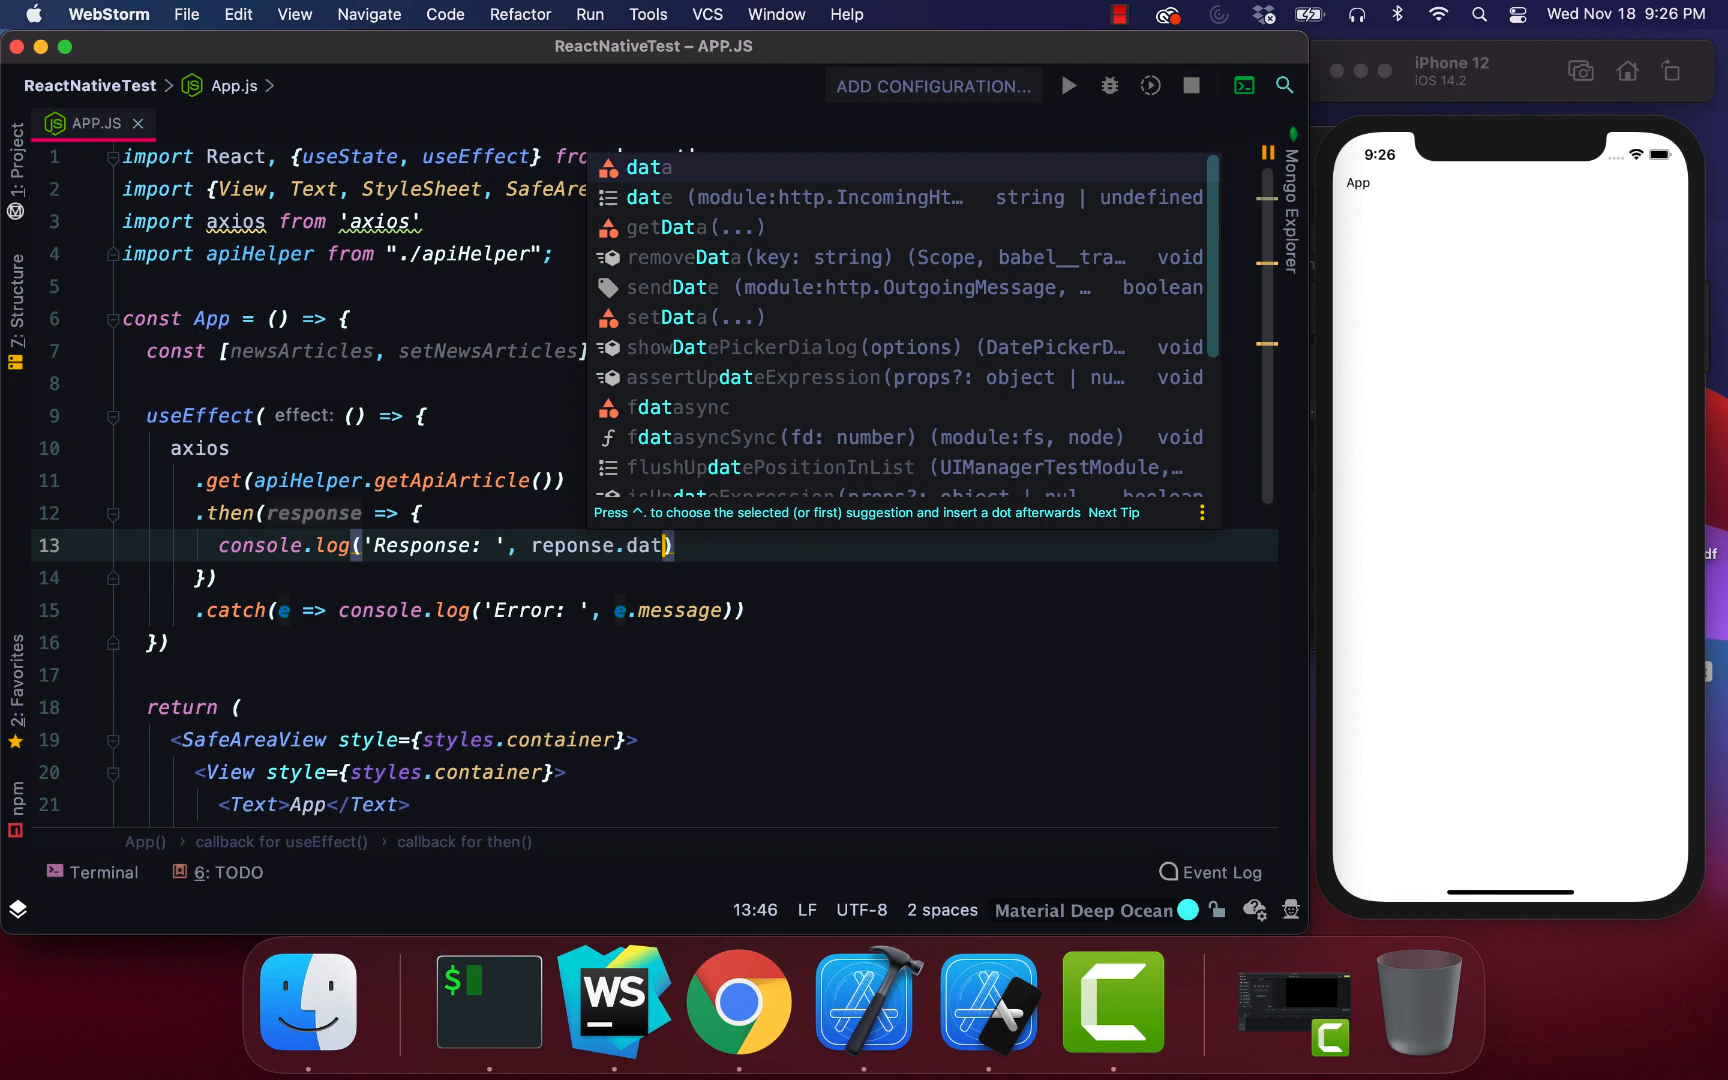 WebStorm File Edit View Navigate Code Refactor Run Tools VCS Window Help Wed Nov 18 9:26 PM
ReactNativeTest – APP.JS
ReactNativeTest > JS App.js >
ADD CONFIGURATION...
JS APP.JS ×
1: Project
7: Structure
2: Favorites
npm
Mongo Explorer
1 import React, {useState, useEffect} fro
2 import {View, Text, StyleSheet, SafeAre
3 import axios from 'axios'
4 import apiHelper from "./apiHelper";
5
6 const App = () => {
7 const [newsArticles, setNewsArticles]
8
9 useEffect( effect: () => {
10 axios
11 .get(apiHelper.getApiArticle())
12 .then(response => {
13 console.log('Response: ', reponse.dat)
14 })
15 .catch(e => console.log('Error: ', e.message))
16 })
17
18 return (
19 <SafeAreaView style={styles.container}>
20 <View style={styles.container}>
21 <Text>App</Text>
data
date (module:http.IncomingHt... string | undefined
getData(...)
removeData(key: string) (Scope, babel__tra... void
sendDate (module:http.OutgoingMessage, … boolean
setData(...)
showDatePickerDialog(options) (DatePickerD… void
assertUpdateExpression(props?: object | nu… void
fdatasync
f fdatasyncSync(fd: number) (module:fs, node) void
flushUpdatePositionInList (UIManagerTestModule,…
isUpdateExpression(props?: object | nul… boolean
Press ^. to choose the selected (or first) suggestion and insert a dot afterwards Next Tip
App() › callback for useEffect() › callback for then()
Terminal 6: TODO Event Log
13:46 LF UTF-8 2 spaces Material Deep Ocean
iPhone 12
iOS 14.2
9:26
App
df
$
WS